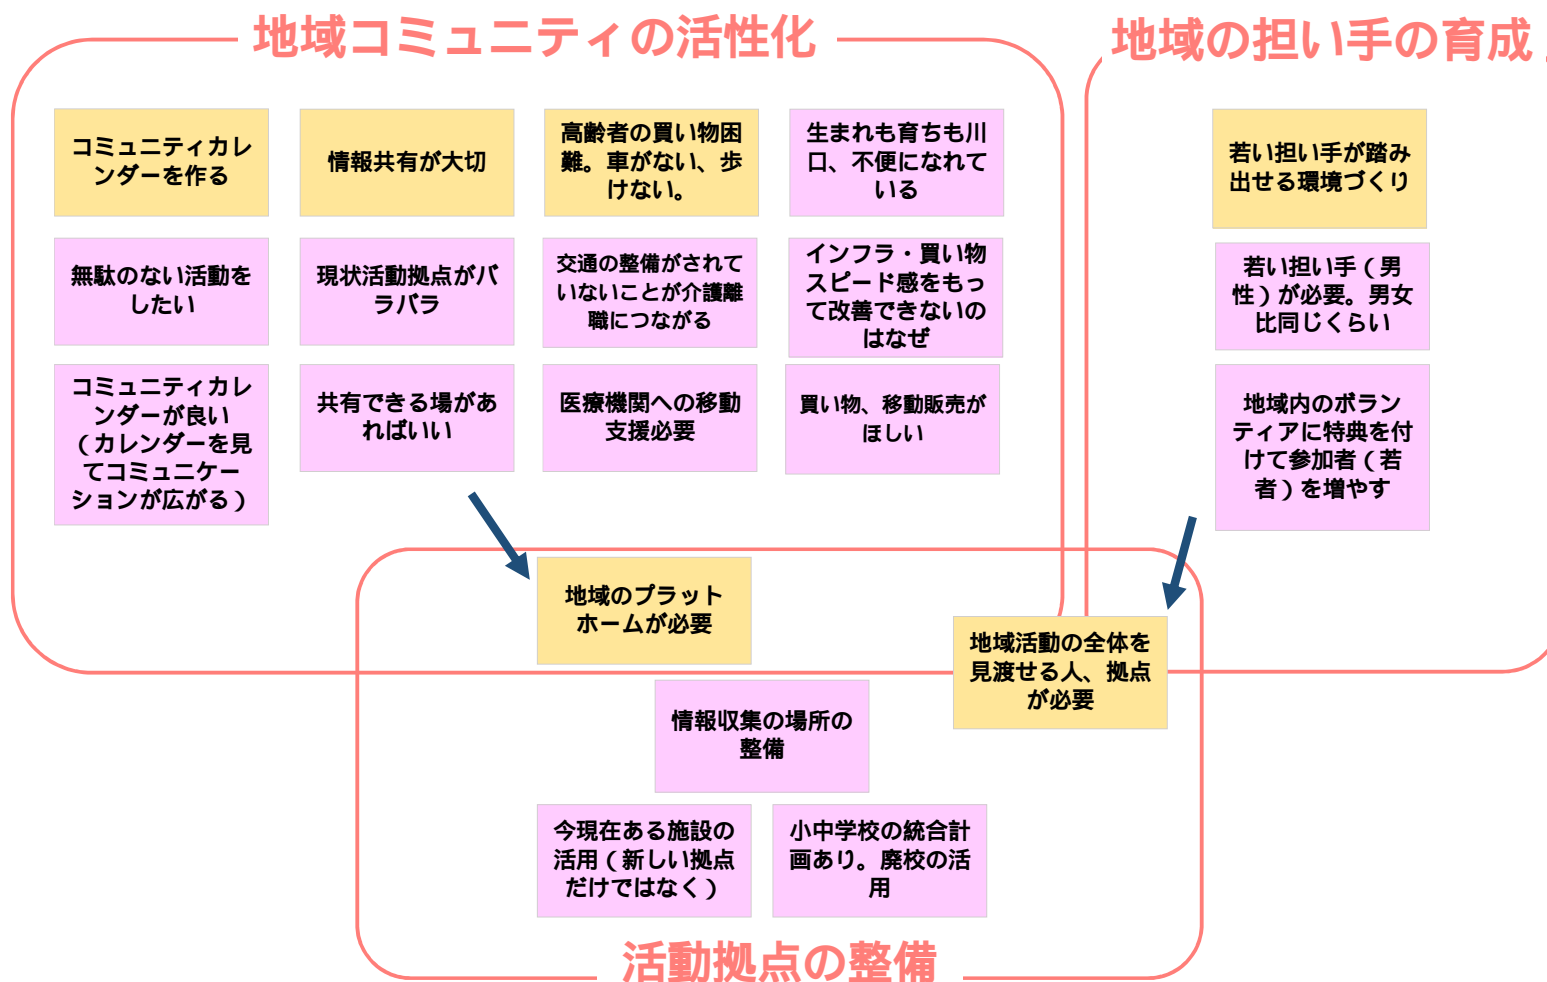 地域コミュニティの活性化
地域の担い手の育成
コミュニティカレ
ンダーを作る
情報共有が大切
高齢者の買い物困
難。車がない、歩
けない。
生まれも育ちも川
口、不便になれて
いる
若い担い手が踏み
出せる環境づくり
無駄のない活動を
したい
現状活動拠点がバ
ラバラ
交通の整備がされて
いないことが介護離
職につながる
インフラ・買い物
スピード感をもっ
て改善できないの
はなぜ
若い担い手（男
性）が必要。男女
比同じくらい
コミュニティカレ
ンダーが良い
（カレンダーを見
てコミュニケー
ションが広がる）
共有できる場があ
ればいい
医療機関への移動
支援必要
買い物、移動販売が
ほしい
地域内のボラン
ティアに特典を付
けて参加者（若
者）を増やす
地域のプラット
ホームが必要
地域活動の全体を
見渡せる人、拠点
が必要
情報収集の場所の
整備
今現在ある施設の
活用（新しい拠点
だけではなく）
小中学校の統合計
画あり。廃校の活
用
活動拠点の整備